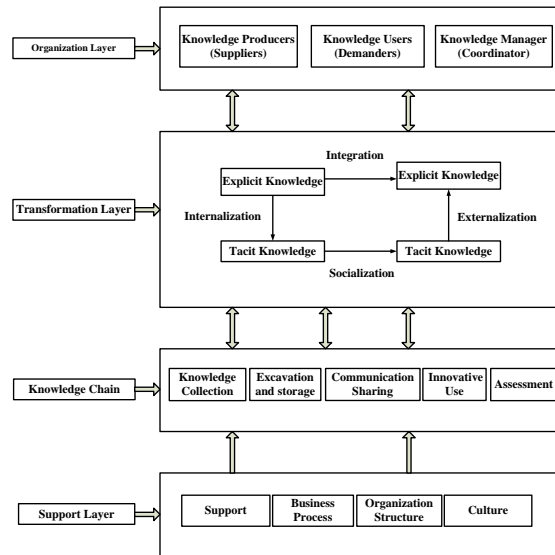 Organization Layer
Knowledge Producers
(Suppliers)
Knowledge Users
(Demanders)
Knowledge Manager
(Coordinator)
Transformation Layer
Integration
Explicit Knowledge
Explicit Knowledge
Internalization
Externalization
Tacit Knowledge
Tacit Knowledge
Socialization
Knowledge Chain
Knowledge
Collection
Excavation
and storage
Communication
Sharing
Innovative
Use
Assessment
Support Layer
Support
Business
Process
Organization
Structure
Culture